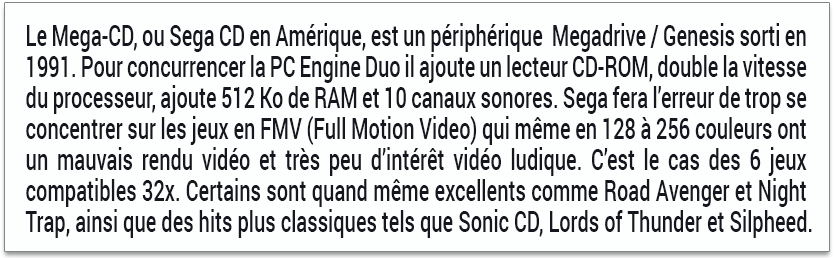 Le Mega-CD, ou Sega CD en Amérique, est un périphérique Megadrive / Genesis sorti en
1991. Pour concurrencer la PC Engine Duo il ajoute un lecteur CD-ROM, double la vitesse
du processeur, ajoute 512 Ko de RAM et 10 canaux sonores. Sega fera l'erreur de trop se
concentrer sur les jeux en FMV (Full Motion Video) qui même en 128 à 256 couleurs ont
un mauvais rendu vidéo et très peu d'intérêt vidéo ludique. C'est le cas des 6 jeux
compatibles 32x. Certains sont quand même excellents comme Road Avenger et Night
Trap, ainsi que des hits plus classiques tels que Sonic CD, Lords of Thunder et Silpheed.